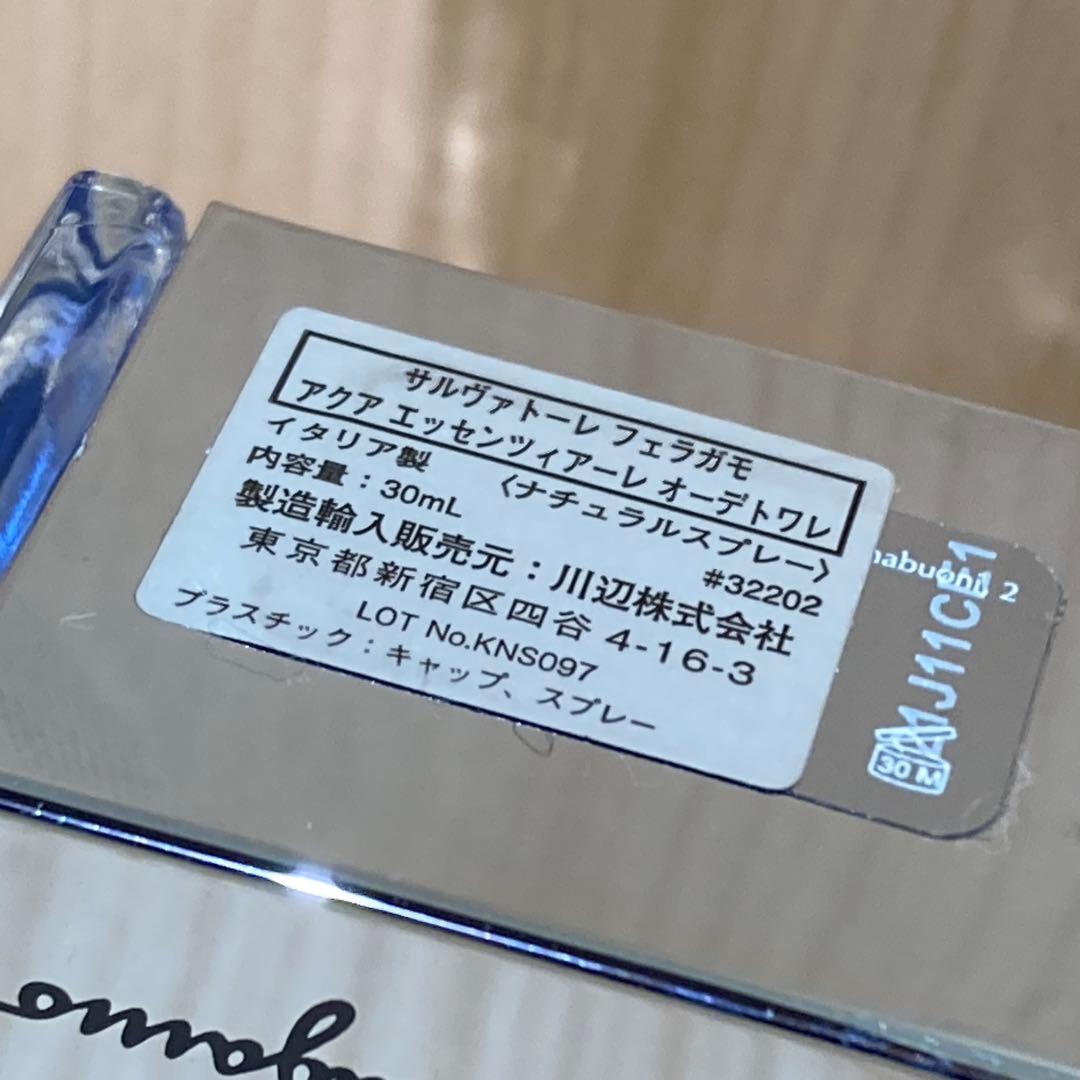 サルヴァトーレ フェラガモ
アクア エッセンツィアーレ オーデトワレ
イタリア製 〈ナチュラルスプレー〉
内容量：30mL #32202
製造輸入販売元：川辺株式会社
東京都新宿区四谷 4-16-3
LOT No.KNS097
プラスチック：キャップ、スプレー
nabuoni, 2
30 M
gamo